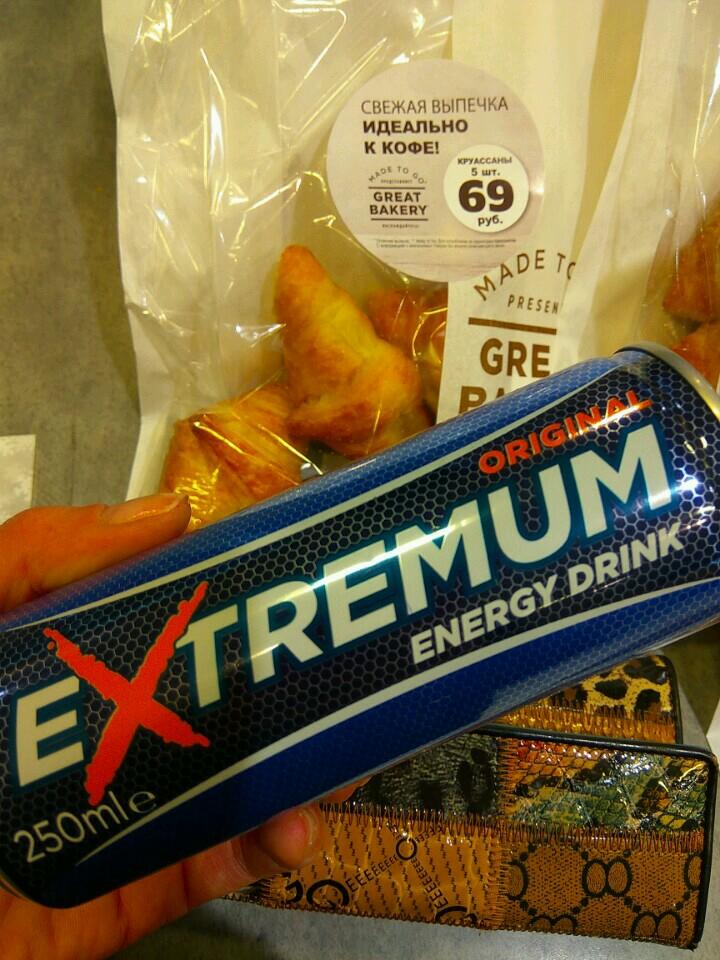 СВЕЖАЯ ВЫПЕЧКА
ИДЕАЛЬНО
К КОФЕ!
MADE TO GO
GREAT
BAKERY
КРУАССАНЫ
5 шт.
69
руб.
MADE TO
PRESEN
GRE
BA
ORIGINAL
EXTREMUM
ENERGY DRINK
250ml e